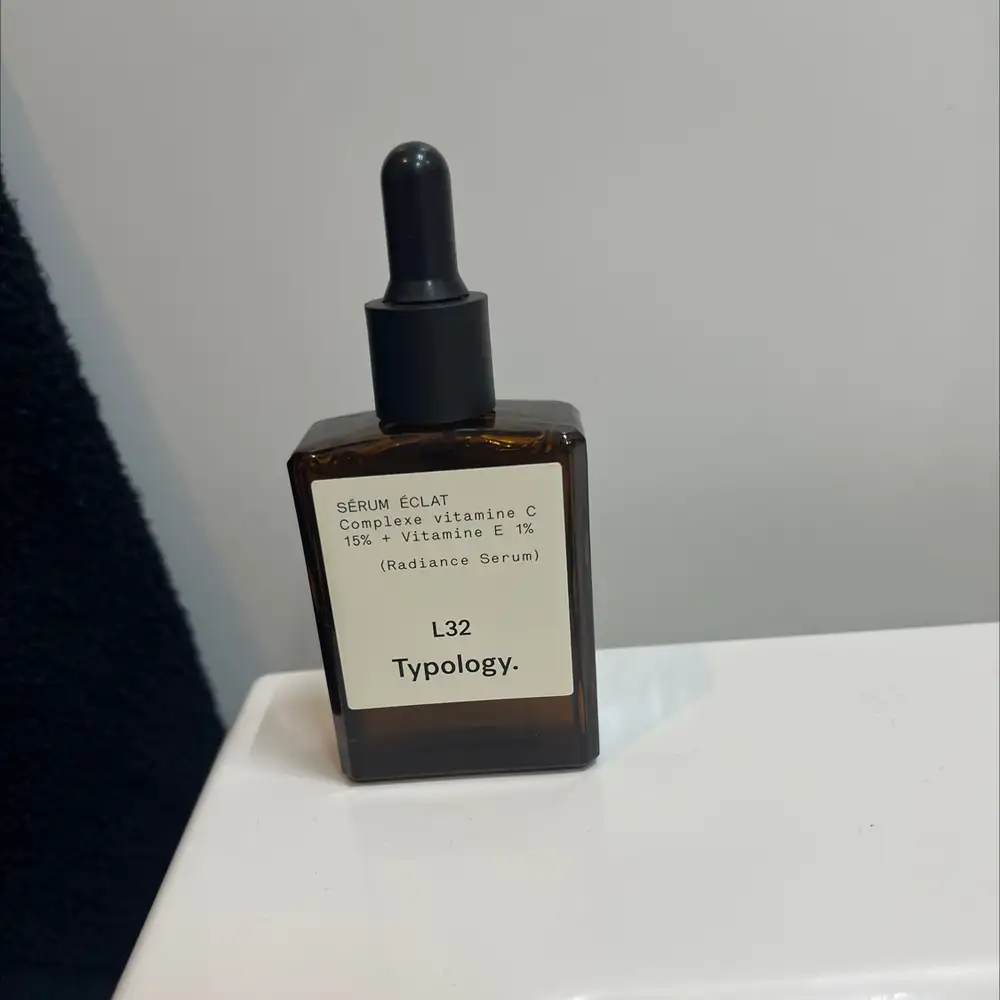 SÉRUM ÉCLAT
Complexe vitamine C
15% + Vitamine E 1%
(Radiance Serum)
L32
Typology.